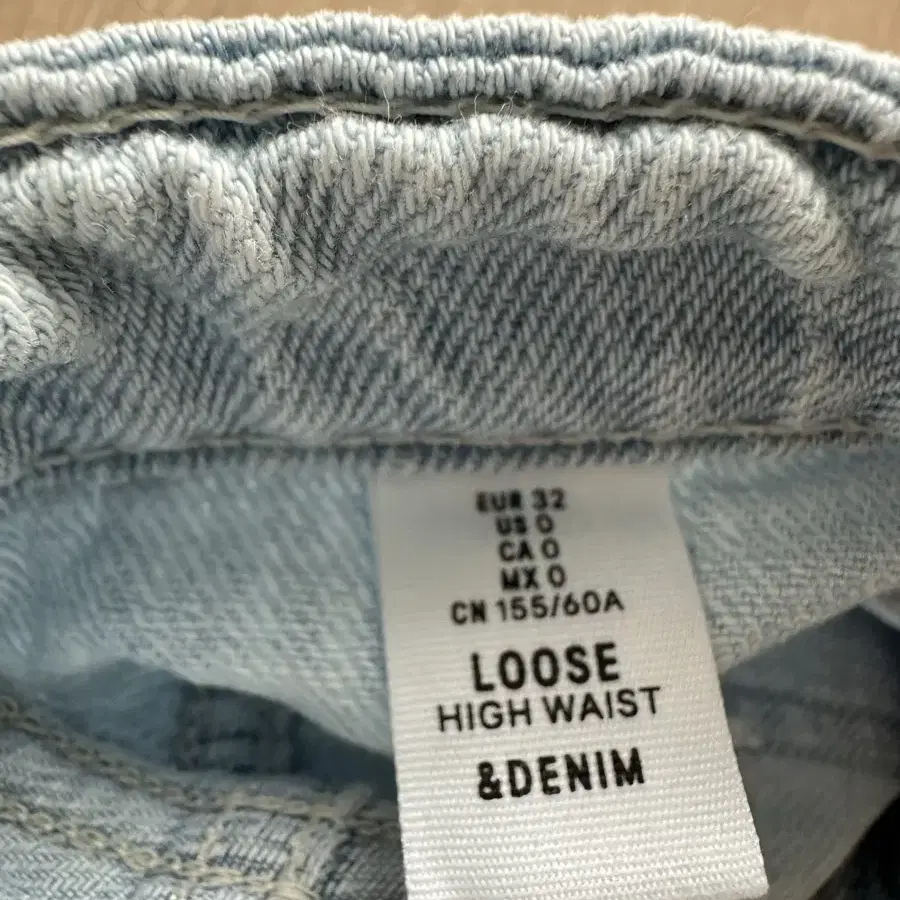 EUR 32
US 0
CA 0
MX 0
CN 155/60A
LOOSE
HIGH WAIST
&DENIM